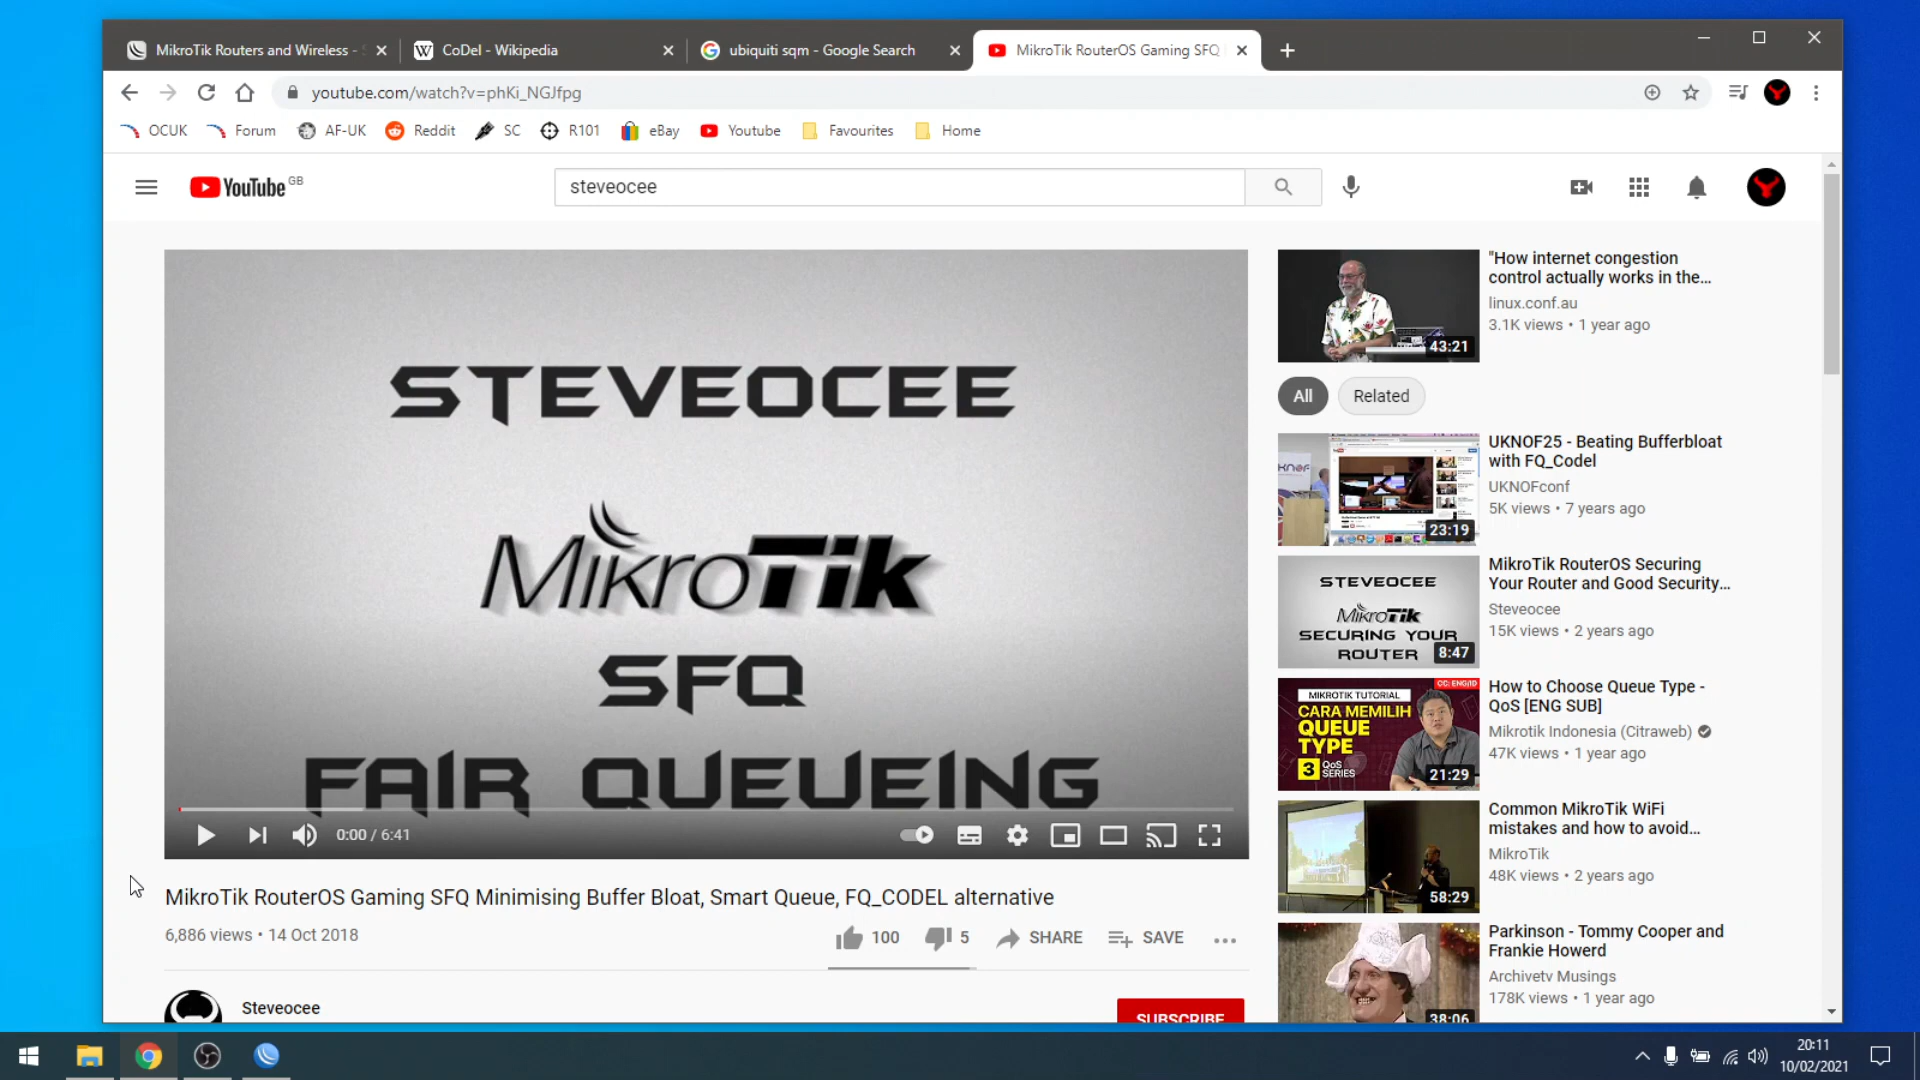 MikroTik Routers and Wireless -
CoDel - Wikipedia
ubiquiti sqm - Google Search
MikroTik RouterOS Gaming SFQ
youtube.com/watch?v=phKi_NGJfpg
OCUK
Forum
AF-UK
Reddit
SC
R101
eBay
Youtube
Favourites
Home
YouTube GB
steveocee
STEVEOCEE
MikroTik
SFQ
FAIR QUEUEING
0:00 / 6:41
MikroTik RouterOS Gaming SFQ Minimising Buffer Bloat, Smart Queue, FQ_CODEL alternative
6,886 views • 14 Oct 2018
100
5
SHARE
SAVE
Steveocee
SUBSCRIBE
43:21
"How internet congestion
control actually works in the...
linux.conf.au
3.1K views • 1 year ago
All
Related
23:19
UKNOF25 - Beating Bufferbloat
with FQ_Codel
UKNOFconf
5K views • 7 years ago
STEVEOCEE
MikroTik
SECURING YOUR
ROUTER
8:47
MikroTik RouterOS Securing
Your Router and Good Security...
Steveocee
15K views • 2 years ago
CC: ENG/ID
MIKROTIK TUTORIAL
CARA MEMILIH
QUEUE
TYPE
3 QoS
SERIES
21:29
How to Choose Queue Type -
QoS [ENG SUB]
Mikrotik Indonesia (Citraweb)
47K views • 1 year ago
58:29
Common MikroTik WiFi
mistakes and how to avoid...
MikroTik
48K views • 2 years ago
38:06
Parkinson - Tommy Cooper and
Frankie Howerd
Archivetv Musings
178K views • 1 year ago
20:11
10/02/2021